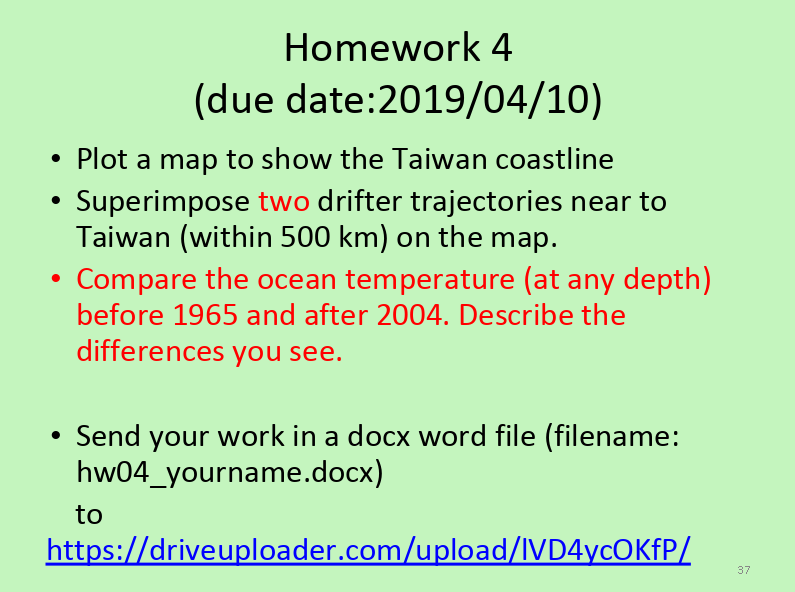 Homework 4
(due date:2019/04/10)
• Plot a map to show the Taiwan coastline
• Superimpose two drifter trajectories near to
Taiwan (within 500 km) on the map.
• Compare the ocean temperature (at any depth)
before 1965 and after 2004. Describe the
differences you see.
• Send your work in a docx word file (filename:
hw04_yourname.docx)
to
https://driveuploader.com/upload/lVD4ycOKfP/
37